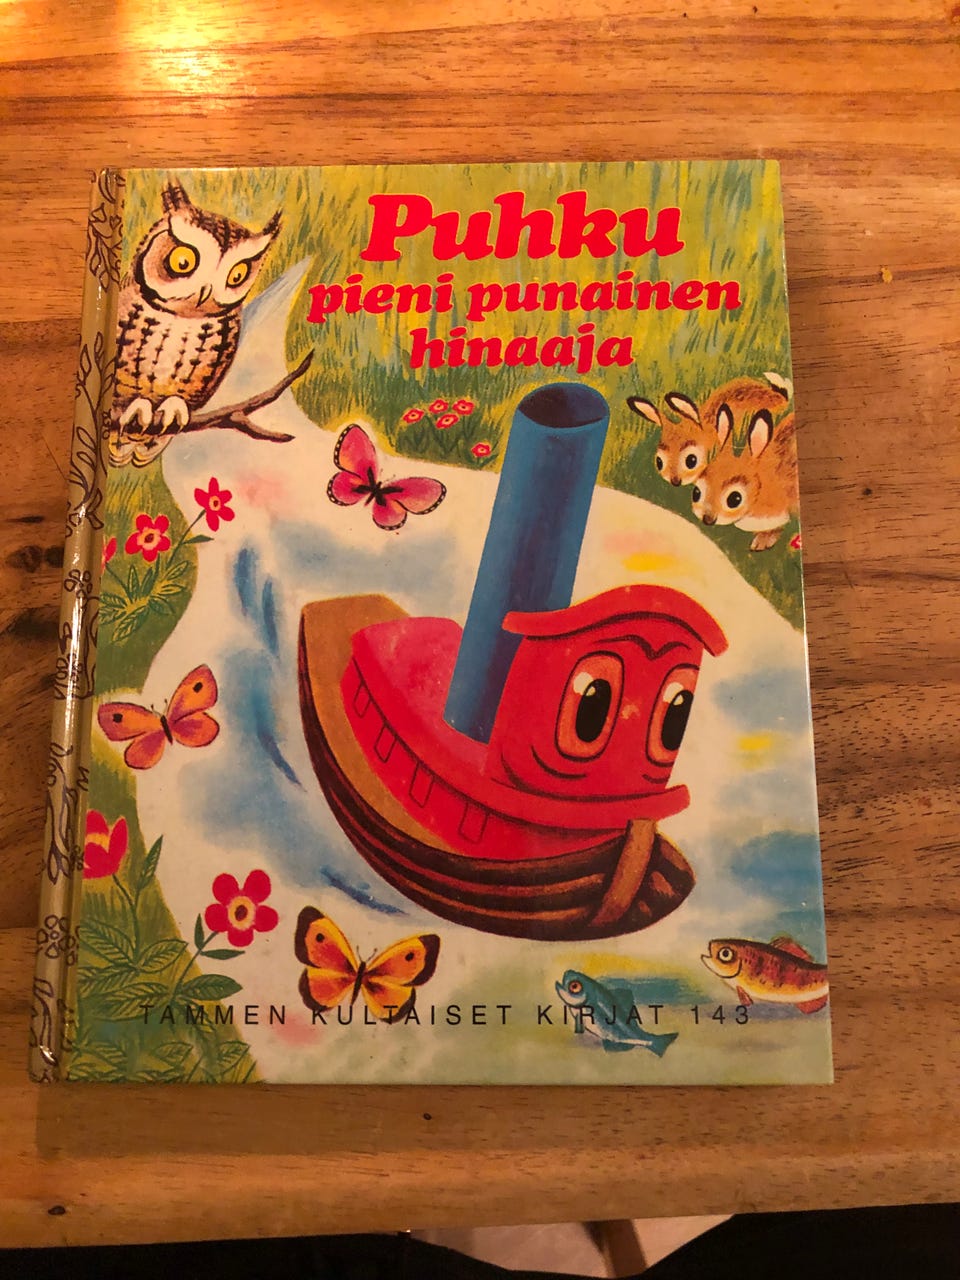 Puhku
pieni punainen
hinaaja
TAMMEN KULTAISET KIRJAT 143